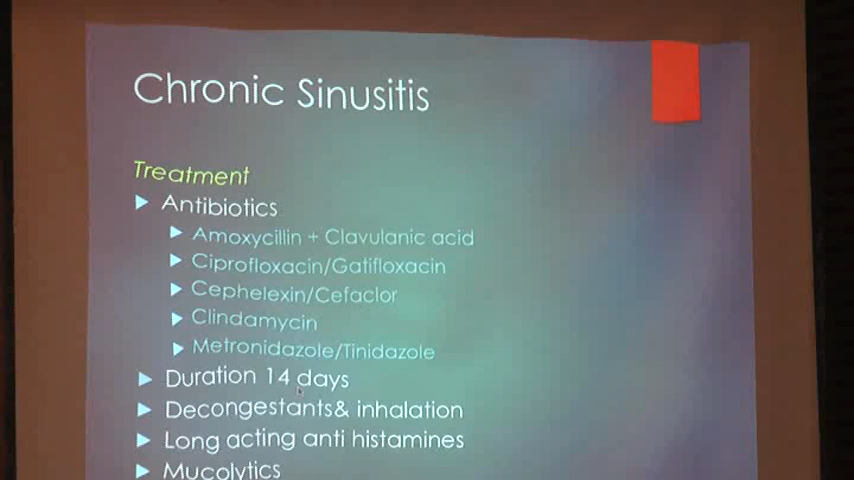 Chronic Sinusitis
Treatment
Antibiotics
Amoxycillin + Clavulanic acid
Ciprofloxacin/Gatifloxacin
Cephelexin/Cefaclor
Clindamycin
Metronidazole/Tinidazole
Duration 14 days
Decongestants& inhalation
Long acting anti histamines
Mucolytics